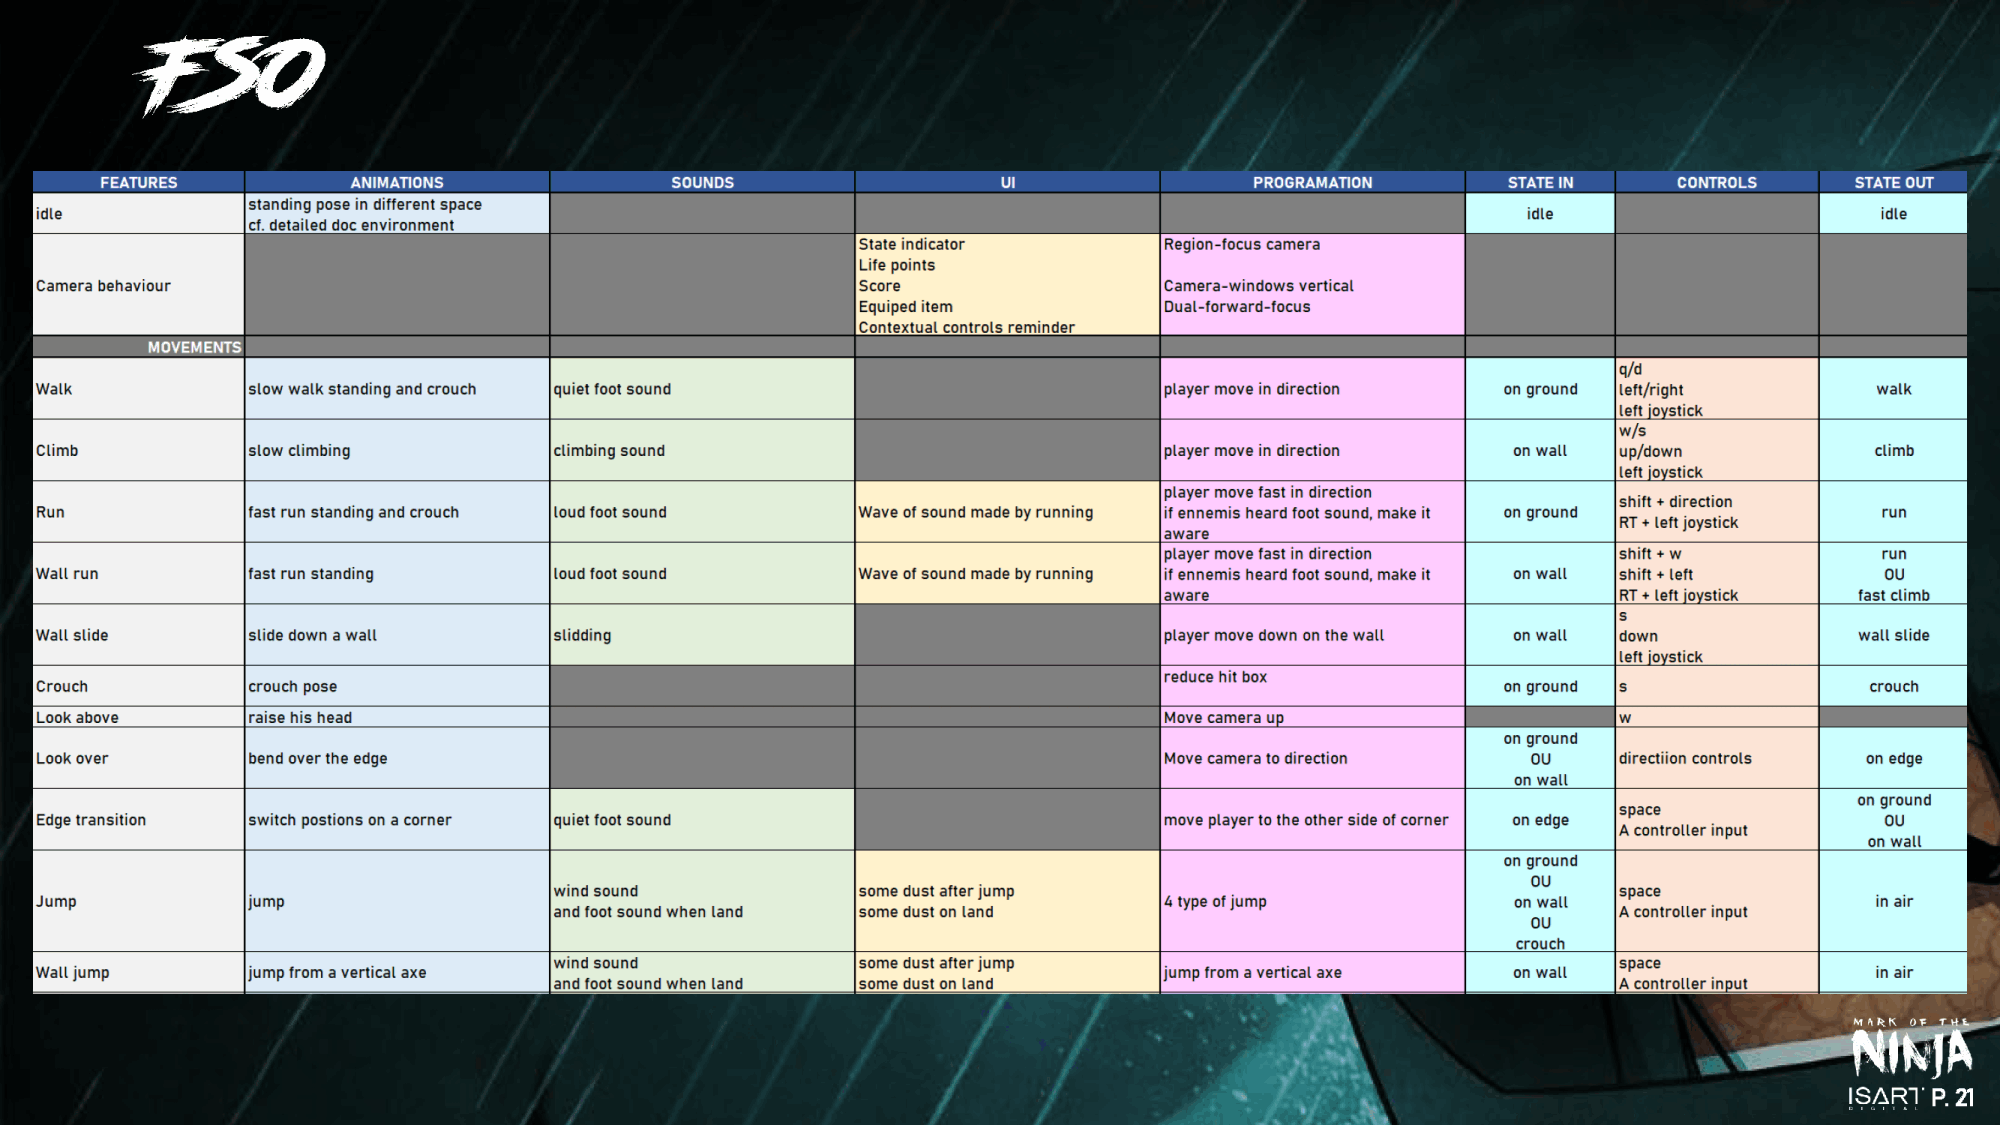 FSO
FEATURES ANIMATIONS SOUNDS UI PROGRAMATION STATE IN CONTROLS STATE OUT
idle
standing pose in different space
cf. detailed doc environment
idle
idle
Camera behaviour
State indicator
Life points
Score
Equiped item
Contextual controls reminder
Region-focus camera
Camera-windows vertical
Dual-forward-focus
MOVEMENTS
Walk
slow walk standing and crouch
quiet foot sound
player move in direction
on ground
q/d
left/right
left joystick
walk
Climb
slow climbing
climbing sound
player move in direction
on wall
w/s
up/down
left joystick
climb
Run
fast run standing and crouch
loud foot sound
Wave of sound made by running
player move fast in direction
if ennemis heard foot sound, make it
aware
on ground
shift + direction
RT + left joystick
run
Wall run
fast run standing
loud foot sound
Wave of sound made by running
player move fast in direction
if ennemis heard foot sound, make it
aware
on wall
shift + w
shift + left
RT + left joystick
run
OU
fast climb
Wall slide
slide down a wall
slidding
player move down on the wall
on wall
s
down
left joystick
wall slide
Crouch
crouch pose
reduce hit box
on ground
s
crouch
Look above
raise his head
Move camera up
w
Look over
bend over the edge
Move camera to direction
on ground
OU
on wall
directiion controls
on edge
Edge transition
switch postions on a corner
quiet foot sound
move player to the other side of corner
on edge
space
A controller input
on ground
OU
on wall
Jump
jump
wind sound
and foot sound when land
some dust after jump
some dust on land
4 type of jump
on ground
OU
on wall
OU
crouch
space
A controller input
in air
Wall jump
jump from a vertical axe
wind sound
and foot sound when land
some dust after jump
some dust on land
jump from a vertical axe
on wall
space
A controller input
in air
MARK OF THE
NINJA
ISART P. 21
DIGITAL